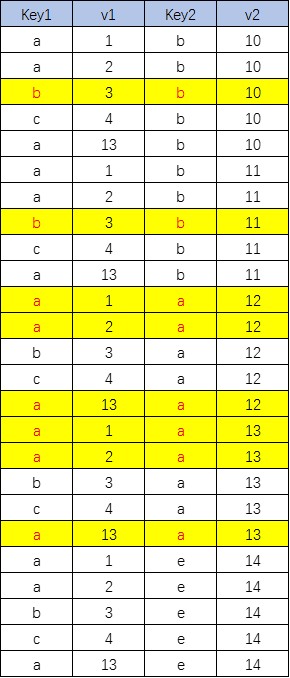 Key1 v1 Key2 v2
a 1 b 10
a 2 b 10
b 3 b 10
c 4 b 10
a 13 b 10
a 1 b 11
a 2 b 11
b 3 b 11
c 4 b 11
a 13 b 11
a 1 a 12
a 2 a 12
b 3 a 12
c 4 a 12
a 13 a 12
a 1 a 13
a 2 a 13
b 3 a 13
c 4 a 13
a 13 a 13
a 1 e 14
a 2 e 14
b 3 e 14
c 4 e 14
a 13 e 14